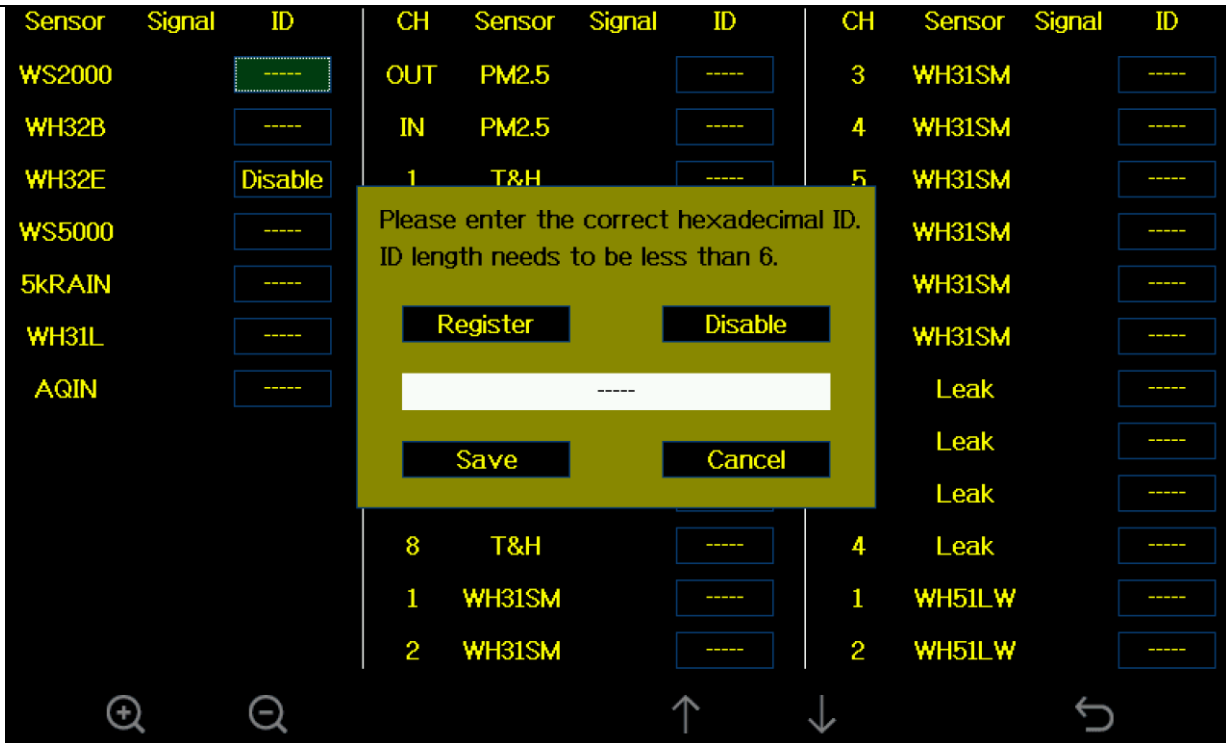 Sensor Signal ID CH Sensor Signal ID CH Sensor Signal ID
WS2000 ----- OUT PM2.5 ----- 3 WH31SM -----
WH32B ----- IN PM2.5 ----- 4 WH31SM -----
WH32E Disable 1 T&H ----- 5 WH31SM -----
WS5000 ----- WH31SM -----
5kRAIN ----- WH31SM -----
WH31L ----- WH31SM -----
AQIN ----- Leak -----
Leak -----
Leak -----
8 T&H ----- 4 Leak -----
1 WH31SM ----- 1 WH51LW -----
2 WH31SM ----- 2 WH51LW -----
Please enter the correct hexadecimal ID.
ID length needs to be less than 6.
Register Disable
-----
Save Cancel